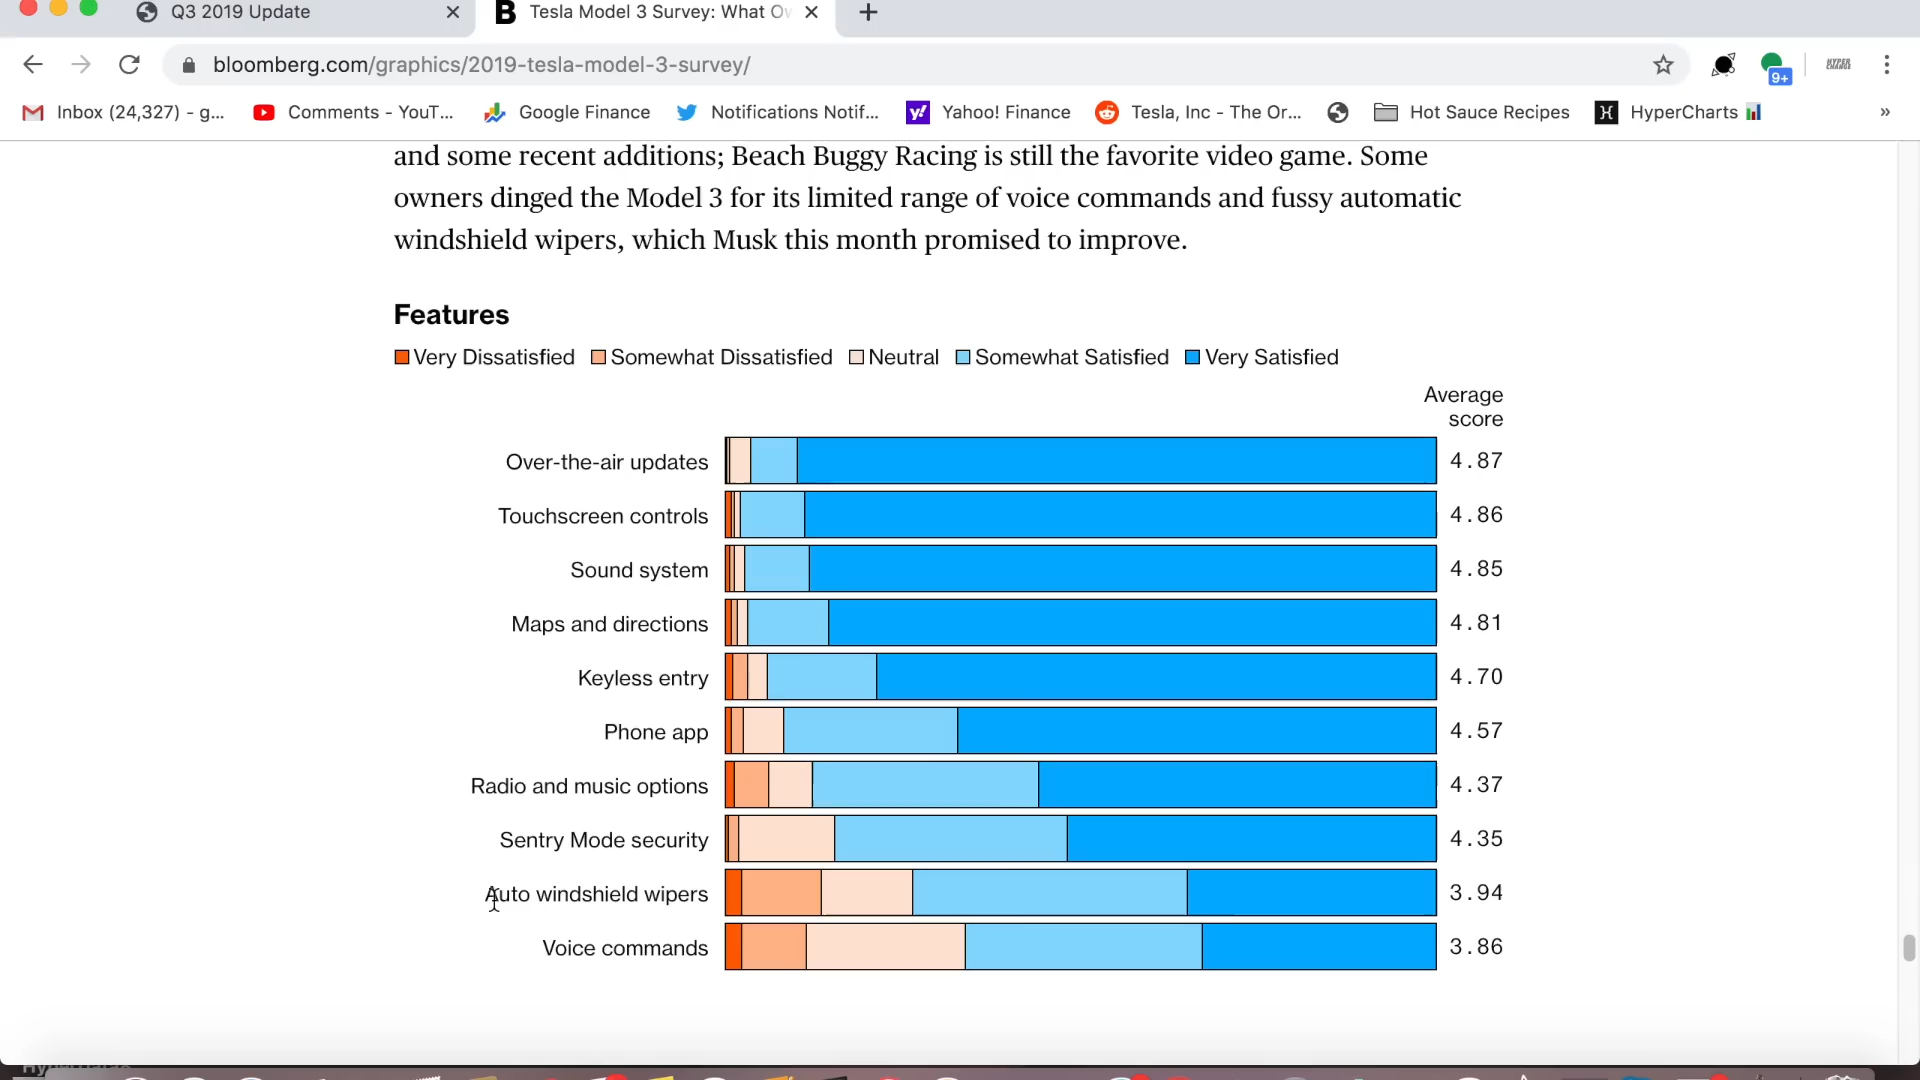 Q3 2019 Update
B Tesla Model 3 Survey: What Ow
bloomberg.com/graphics/2019-tesla-model-3-survey/
9+
HYPER CHANGE
Inbox (24,327) - g...
Comments - YouT...
Google Finance
Notifications Notif...
Yahoo! Finance
Tesla, Inc - The Or...
Hot Sauce Recipes
HyperCharts
»
and some recent additions; Beach Buggy Racing is still the favorite video game. Some
owners dinged the Model 3 for its limited range of voice commands and fussy automatic
windshield wipers, which Musk this month promised to improve.
Features
Very Dissatisfied Somewhat Dissatisfied Neutral Somewhat Satisfied Very Satisfied
Average
score
Over-the-air updates 4.87
Touchscreen controls 4.86
Sound system 4.85
Maps and directions 4.81
Keyless entry 4.70
Phone app 4.57
Radio and music options 4.37
Sentry Mode security 4.35
Auto windshield wipers 3.94
Voice commands 3.86